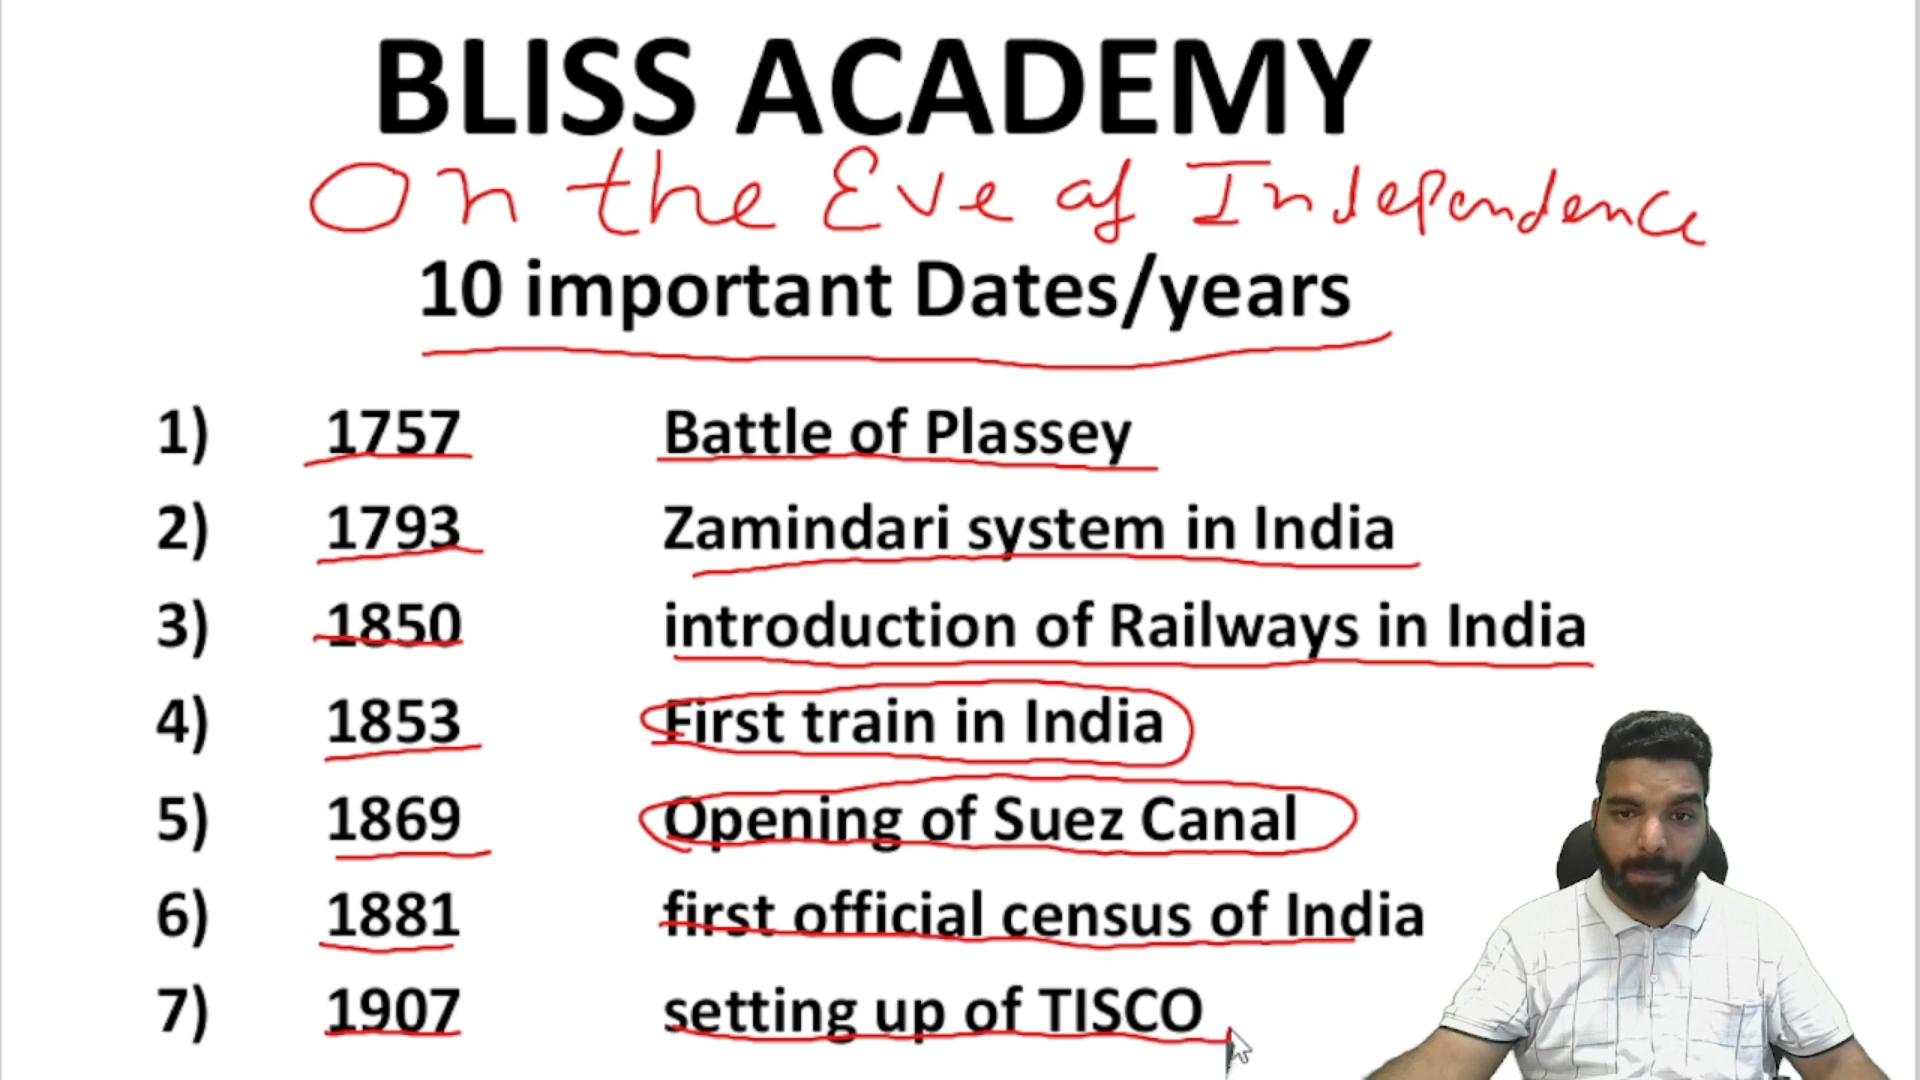 BLISS ACADEMY
On the Eve of Independence
10 important Dates/years
1) 1757 Battle of Plassey
2) 1793 Zamindari system in India
3) 1850 introduction of Railways in India
4) 1853 First train in India
5) 1869 Opening of Suez Canal
6) 1881 first official census of India
7) 1907 setting up of TISCO